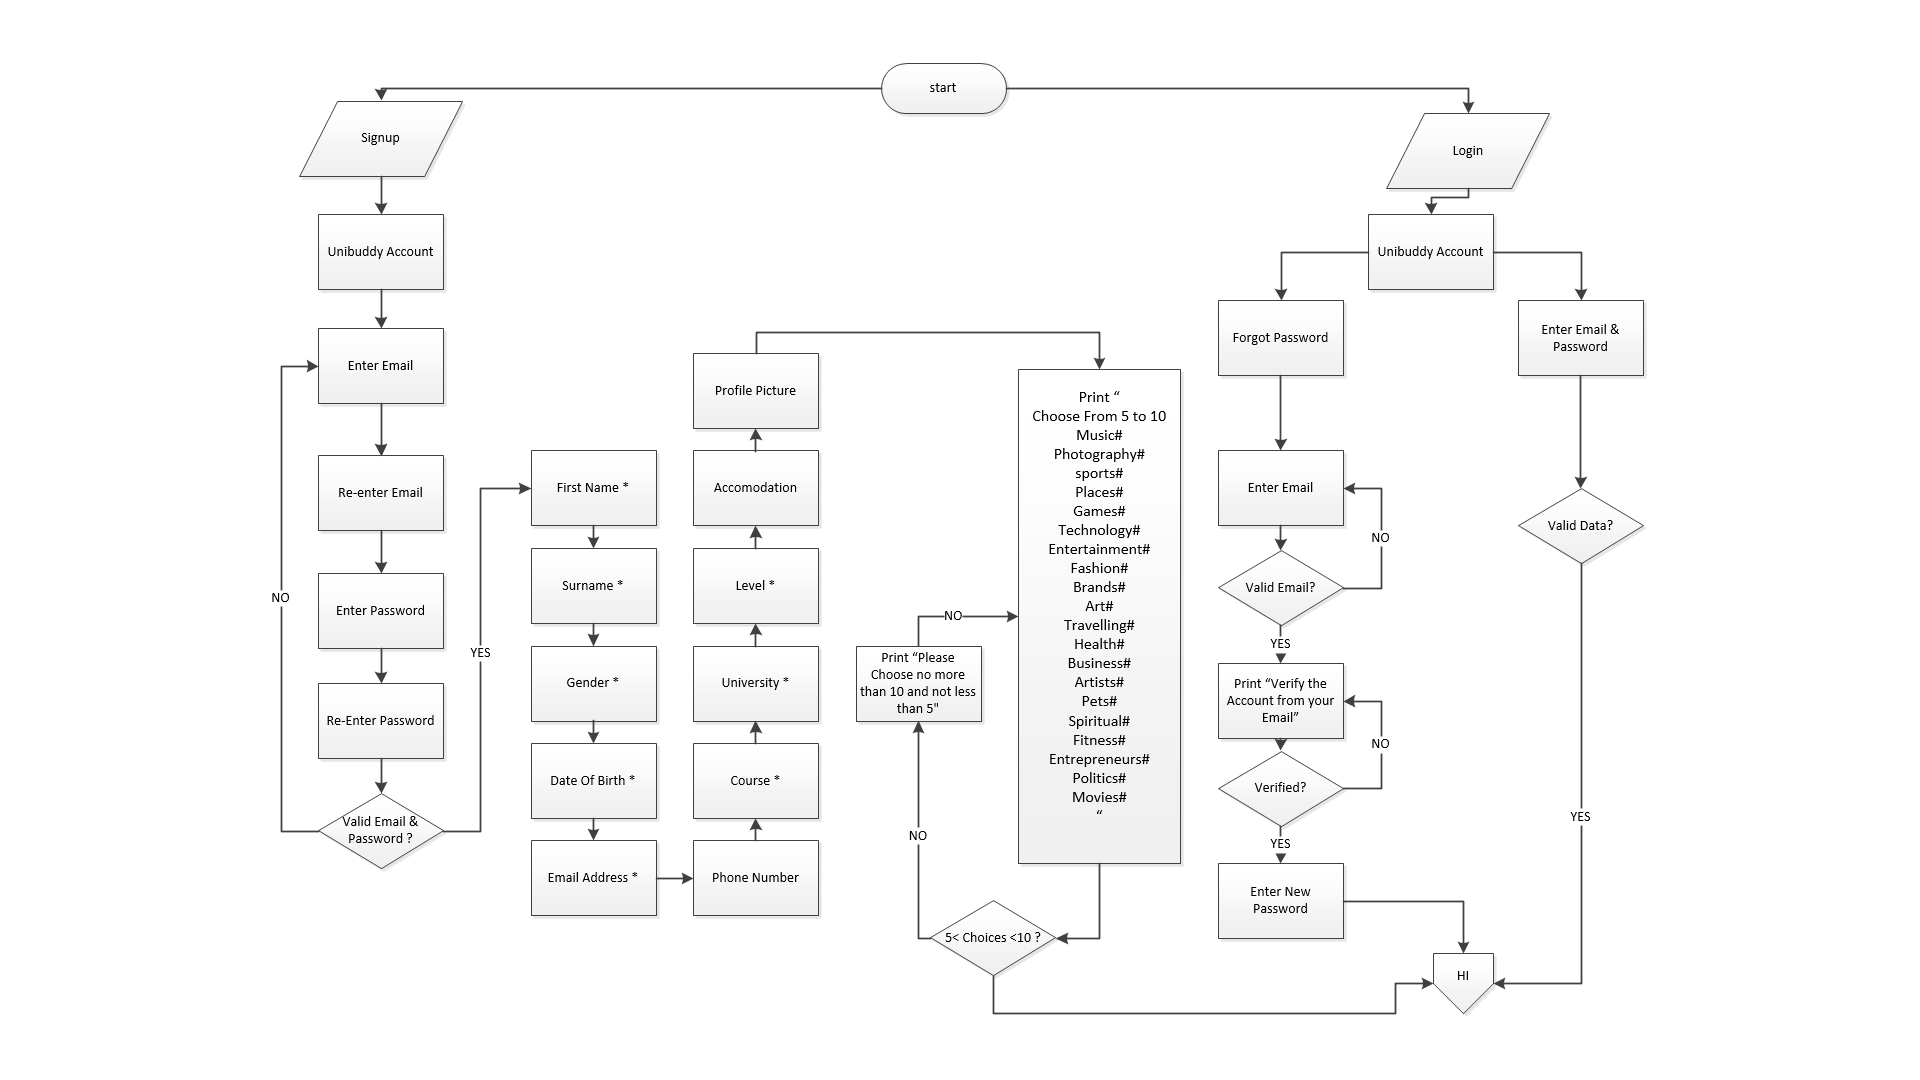 start
Signup
Unibuddy Account
Enter Email
Re-enter Email
Enter Password
Re-Enter Password
Valid Email &
Password ?
NO
YES
First Name *
Surname *
Gender *
Date Of Birth *
Email Address *
Phone Number
Course *
University *
Level *
Accomodation
Profile Picture
Print “
Choose From 5 to 10
Music#
Photography#
sports#
Places#
Games#
Technology#
Entertainment#
Fashion#
Brands#
Art#
Travelling#
Health#
Business#
Artists#
Pets#
Spiritual#
Fitness#
Entrepreneurs#
Politics#
Movies#
“
5< Choices <10 ?
NO
Print “Please
Choose no more
than 10 and not less
than 5"
NO
Login
Unibuddy Account
Forgot Password
Enter Email
Valid Email?
NO
YES
Print “Verify the
Account from your
Email”
Verified?
NO
YES
Enter New
Password
Enter Email &
Password
Valid Data?
YES
HI